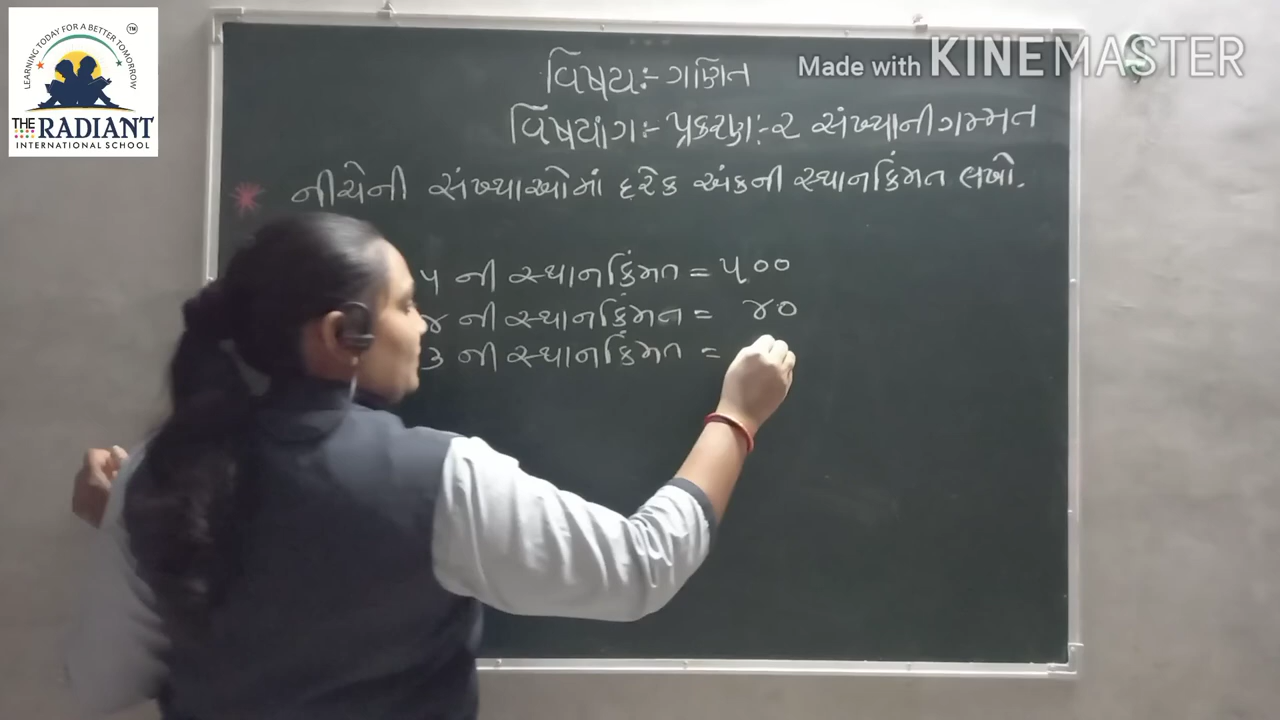 LEARNING TODAY FOR A BETTER TOMORROW
TM
THE RADIANT
INTERNATIONAL SCHOOL
Made with KINEMASTER
વિષય:- ગણિત
વિષયાંગ:- પ્રકરણ:-૨ સંખ્યાની ગમ્મત
નીચેની સંખ્યાઓમાં દરેક અંકની સ્થાનકિંમત લખો.
૫ ની સ્થાનકિંમત = ૫૦૦
૪ ની સ્થાનકિંમત = ૪૦
૩ ની સ્થાનકિંમત =